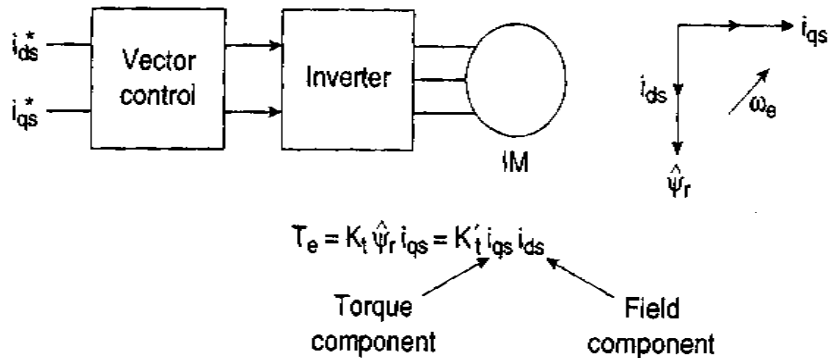 i_ds*
i_qs*
Vector
control
Inverter
IM
i_qs
i_ds
ω_e
ψ̂_r
T_e = K_t ψ̂_r i_qs = K′_t i_qs i_ds
Torque
component
Field
component